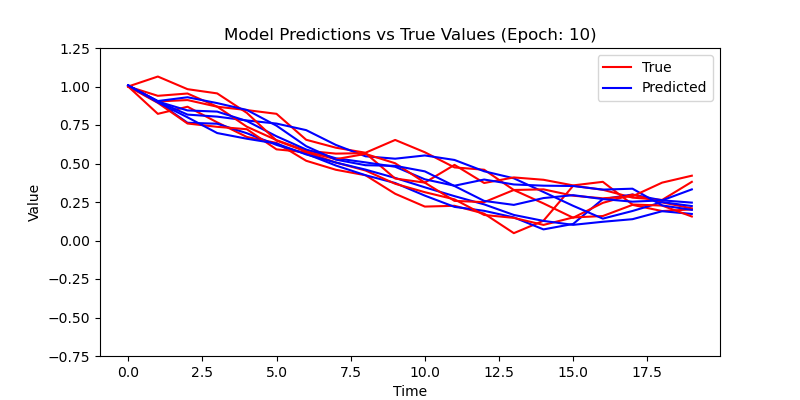 Model Predictions vs True Values (Epoch: 10)
True
Predicted
Value
1.25
1.00
0.75
0.50
0.25
0.00
−0.25
−0.50
−0.75
0.0 2.5 5.0 7.5 10.0 12.5 15.0 17.5
Time